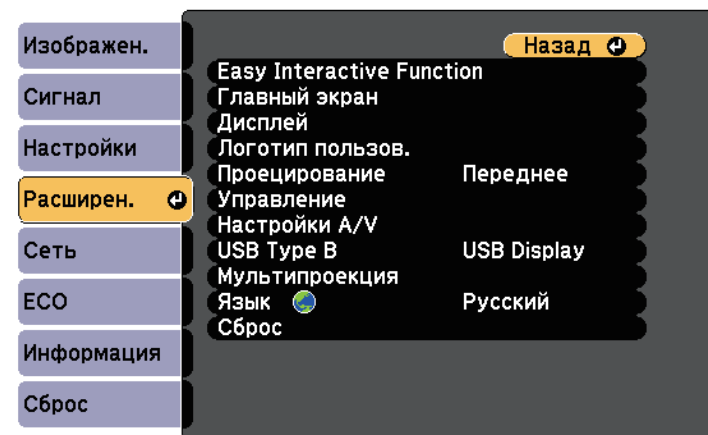 Изображен.
Сигнал
Настройки
Расширен.
Сеть
ECO
Информация
Сброс
Назад
Easy Interactive Function
Главный экран
Дисплей
Логотип пользов.
Проецирование Переднее
Управление
Настройки A/V
USB Type B USB Display
Мультипроекция
Язык Русский
Сброс